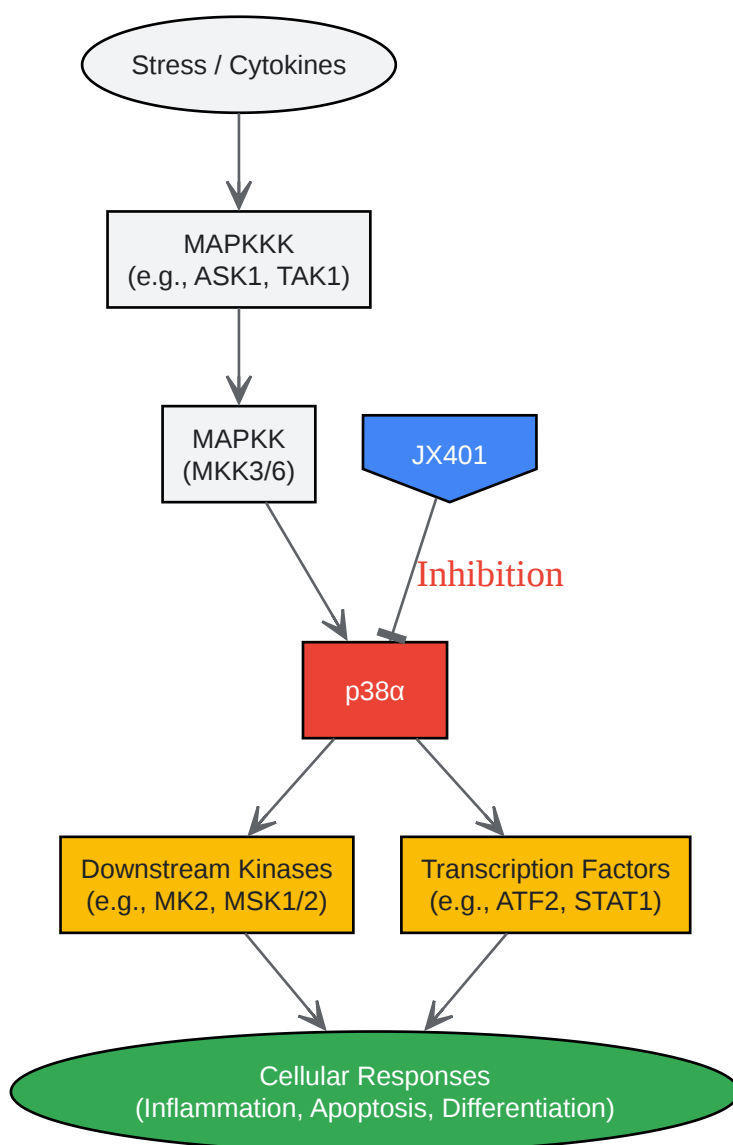 Stress / Cytokines
MAPKKK
(e.g., ASK1, TAK1)
MAPKK
(MKK3/6)
JX401
Inhibition
p38α
Downstream Kinases
(e.g., MK2, MSK1/2)
Transcription Factors
(e.g., ATF2, STAT1)
Cellular Responses
(Inflammation, Apoptosis, Differentiation)